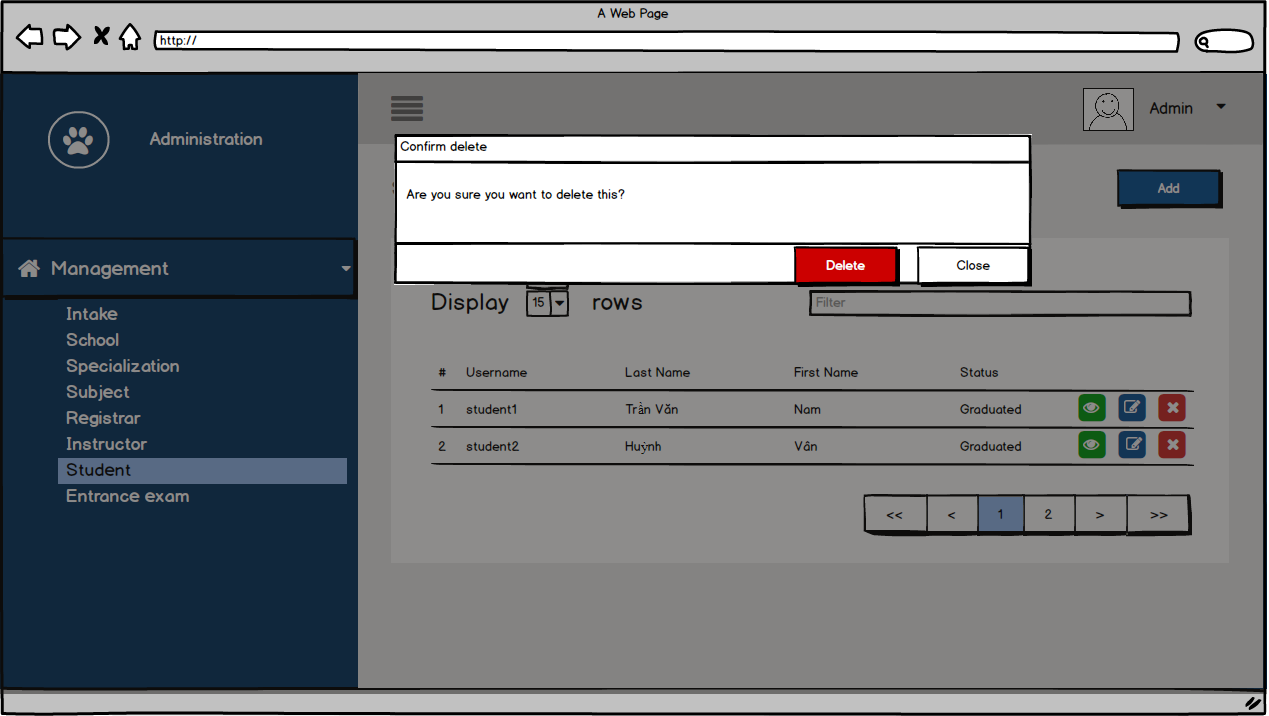 A Web Page
http://
Administration
Admin
Confirm delete
Are you sure you want to delete this?
Add
Delete
Close
Management
Intake
School
Specialization
Subject
Registrar
Instructor
Student
Entrance exam
Display 15 rows
Filter
# Username Last Name First Name Status
1 student1 Trần Văn Nam Graduated
2 student2 Huỳnh Vân Graduated
<< < 1 2 > >>